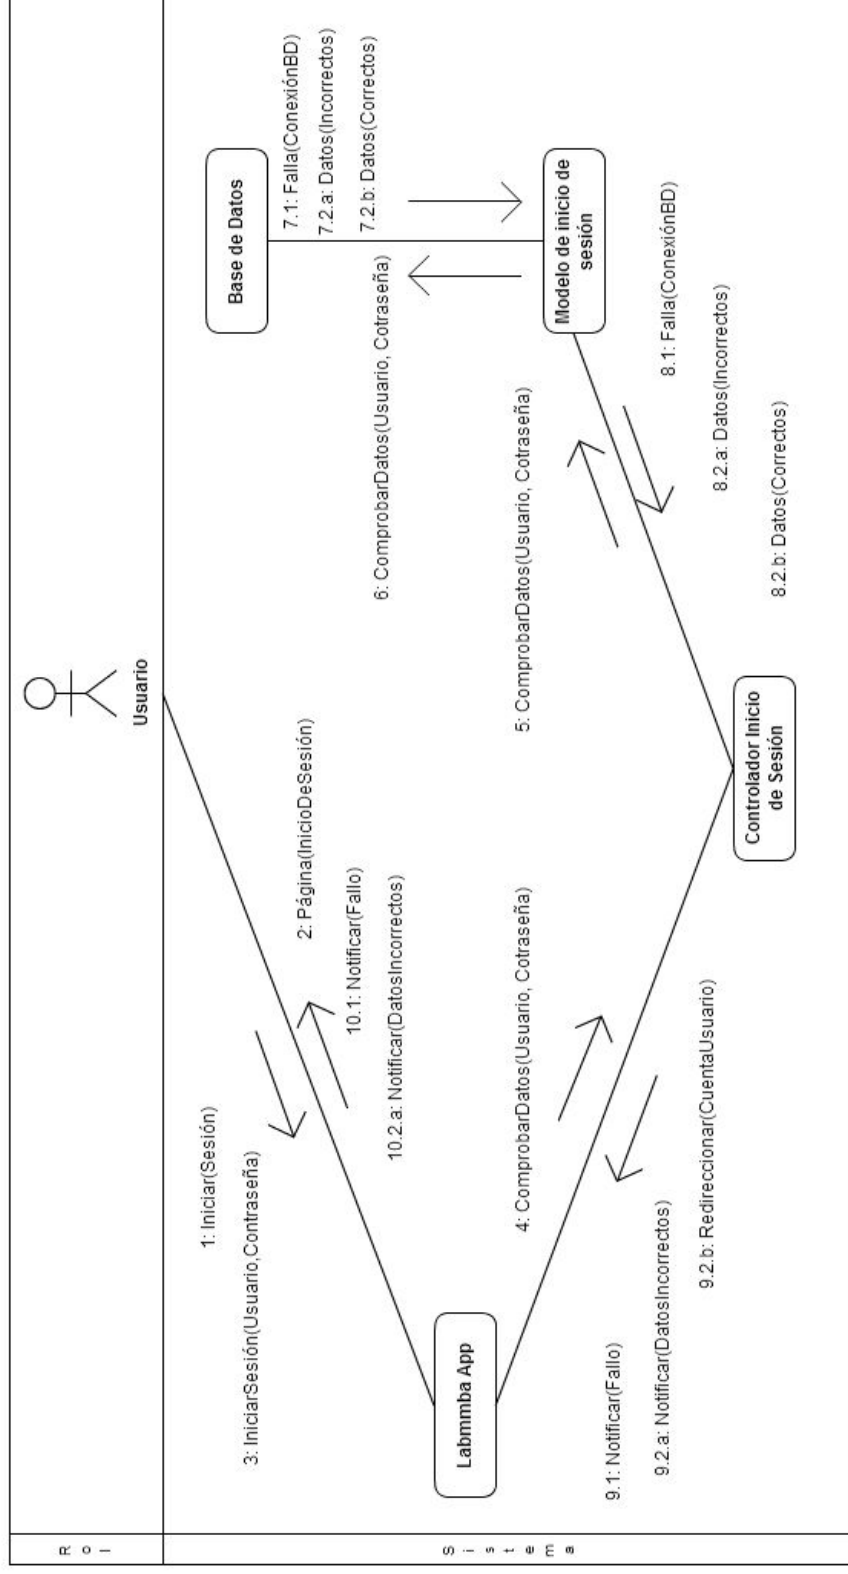 Rol
Usuario
Sistema
1: Iniciar(Sesión)
3: IniciarSesión(Usuario,Contraseña)
2: Página(InicioDeSesión)
10.1: Notificar(Fallo)
10.2.a: Notificar(DatosIncorrectos)
Labmmba App
4: ComprobarDatos(Usuario, Cotraseña)
9.1: Notificar(Fallo)
9.2.a: Notificar(DatosIncorrectos)
9.2.b: Redireccionar(CuentaUsuario)
Controlador Inicio
de Sesión
5: ComprobarDatos(Usuario, Cotraseña)
8.1: Falla(ConexiónBD)
8.2.a: Datos(Incorrectos)
8.2.b: Datos(Correctos)
Modelo de inicio de
sesión
6: ComprobarDatos(Usuario, Cotraseña)
7.1: Falla(ConexiónBD)
7.2.a: Datos(Incorrectos)
7.2.b: Datos(Correctos)
Base de Datos